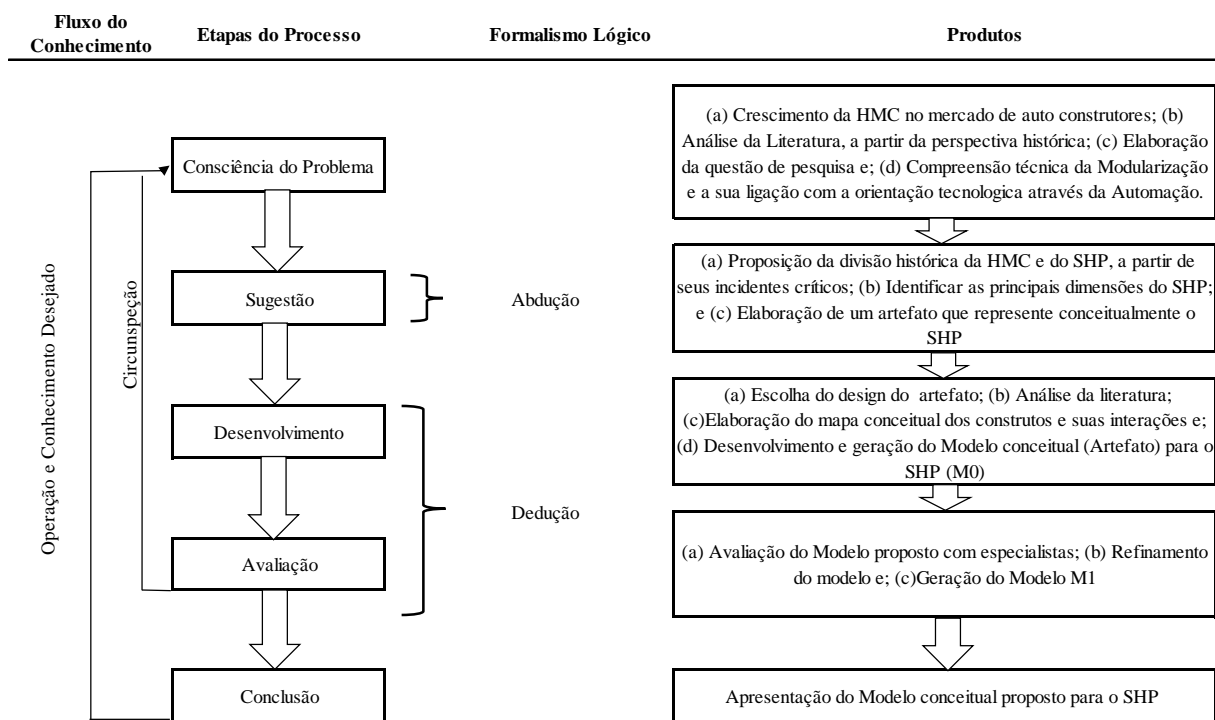 Fluxo do
Conhecimento
Etapas do Processo
Formalismo Lógico
Produtos
Operação e Conhecimento Desejado
Circunspeção
Consciência do Problema
Sugestão
Desenvolvimento
Avaliação
Conclusão
Abdução
Dedução
(a) Crescimento da HMC no mercado de auto construtores; (b)
Análise da Literatura, a partir da perspectiva histórica; (c) Elaboração
da questão de pesquisa e; (d) Compreensão técnica da Modularização
e a sua ligação com a orientação tecnologica através da Automação.
(a) Proposição da divisão histórica da HMC e do SHP, a partir de
seus incidentes críticos; (b) Identificar as principais dimensões do SHP;
e (c) Elaboração de um artefato que represente conceitualmente o
SHP
(a) Escolha do design do artefato; (b) Análise da literatura;
(c)Elaboração do mapa conceitual dos construtos e suas interações e;
(d) Desenvolvimento e geração do Modelo conceitual (Artefato) para o
SHP (M0)
(a) Avaliação do Modelo proposto com especialistas; (b) Refinamento
do modelo e; (c)Geração do Modelo M1
Apresentação do Modelo conceitual proposto para o SHP